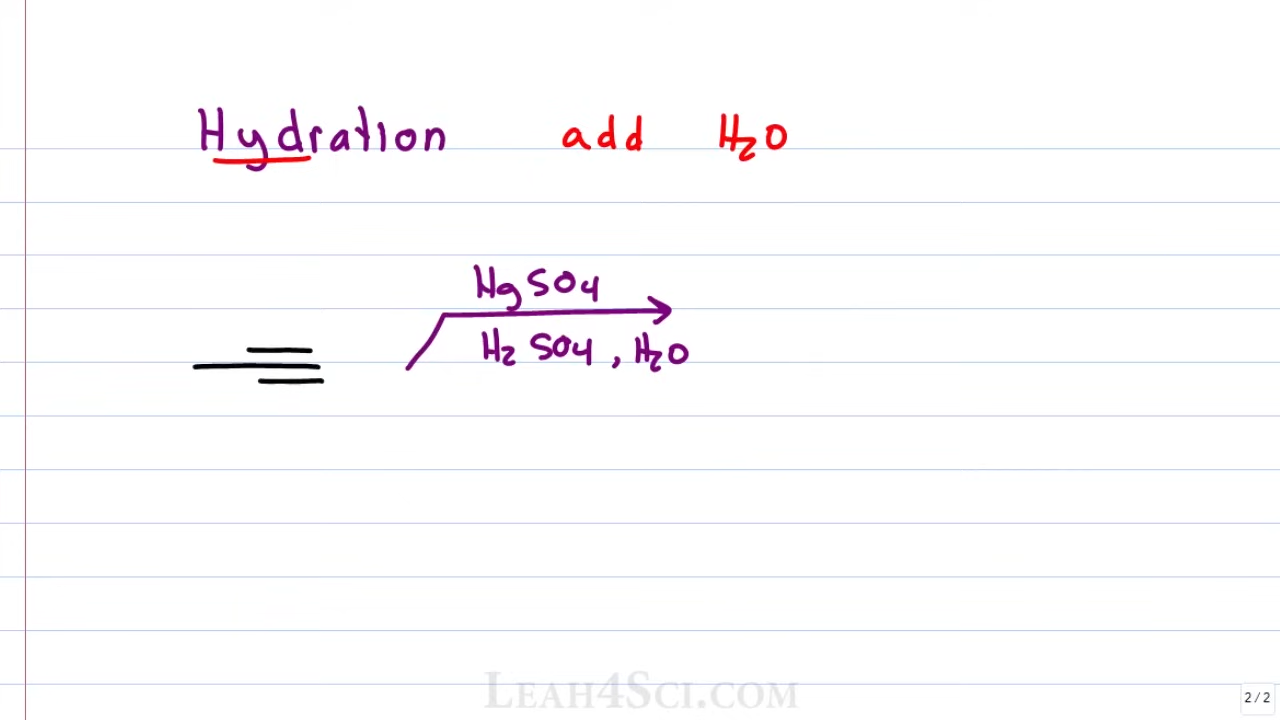 Hydration add H₂O
HgSO₄
H₂SO₄, H₂O
LEAH4SCI.COM
2 / 2